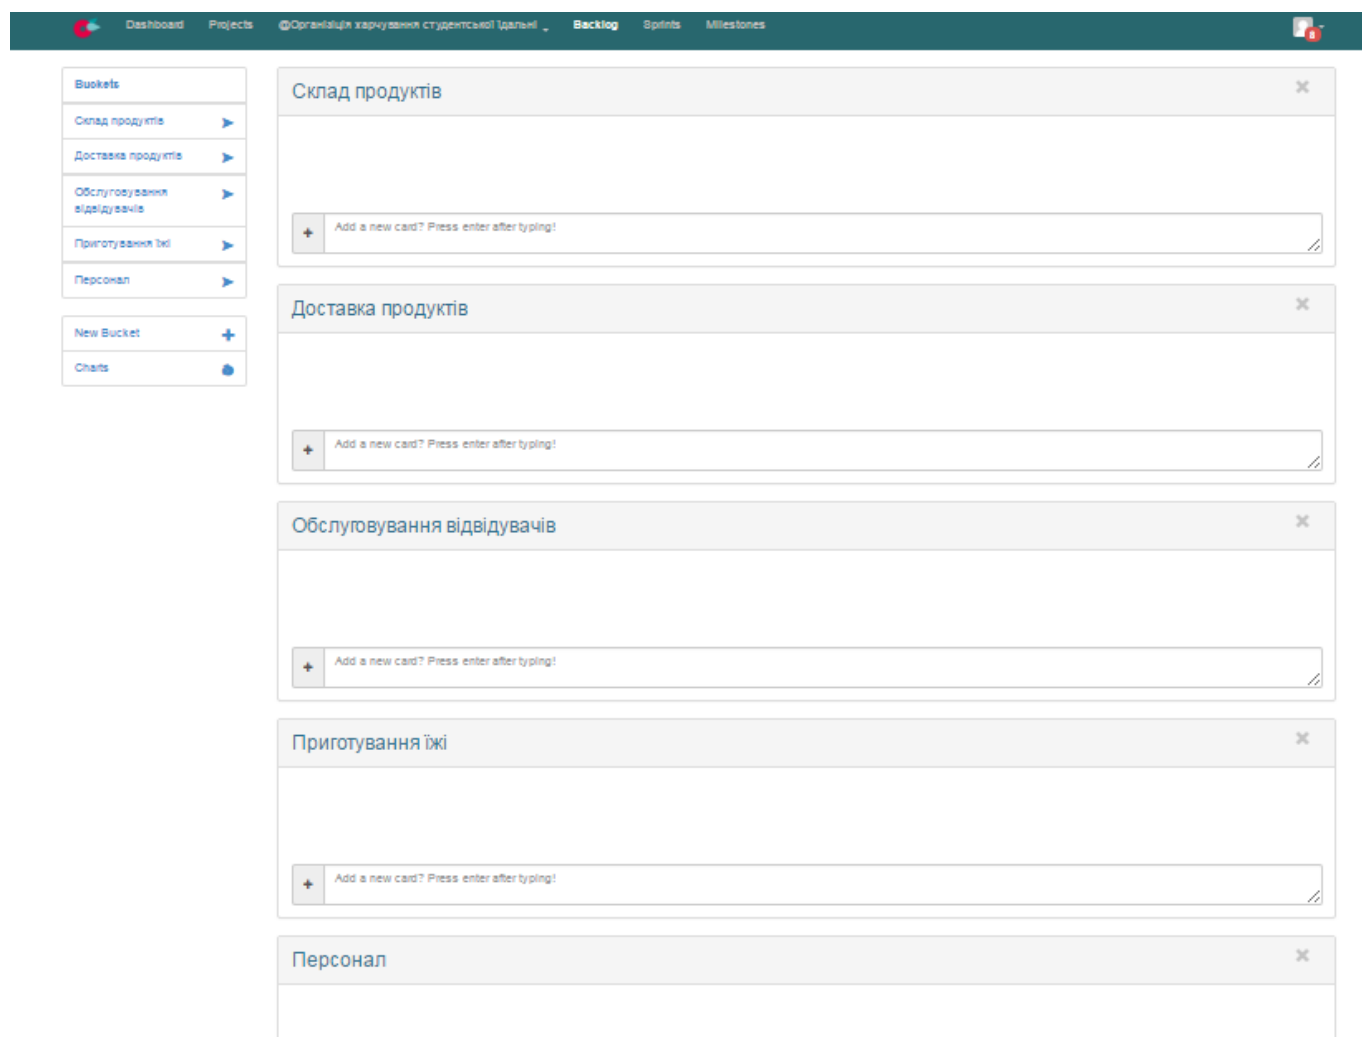 Dashboard Projects @Організіція харчування студентської їдальні Backlog Sprints Milestones
Buckets
Склад продуктів
Доставка продуктів
Обслуговування
відвідувачів
Приготування їжі
Персонал
New Bucket
Charts
Склад продуктів
Add a new card? Press enter after typing!
Доставка продуктів
Add a new card? Press enter after typing!
Обслуговування відвідувачів
Add a new card? Press enter after typing!
Приготування їжі
Add a new card? Press enter after typing!
Персонал